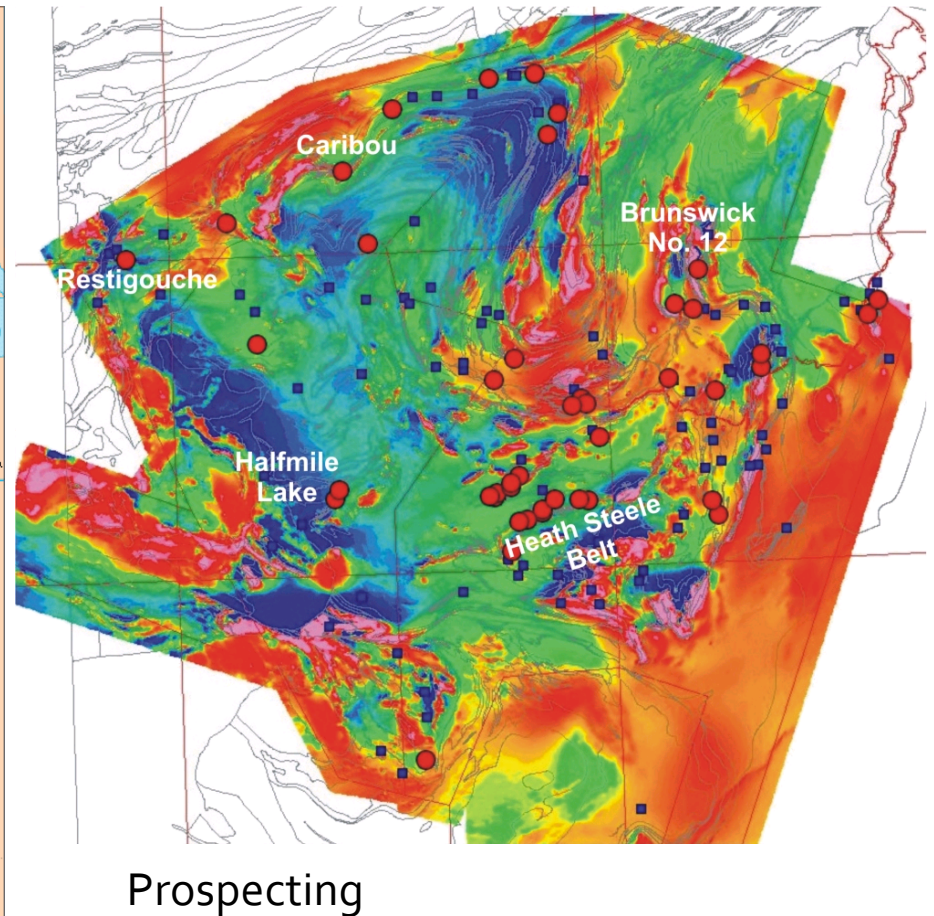 Caribou
Brunswick
No. 12
Restigouche
Halfmile
Lake
Heath Steele
Belt
Prospecting